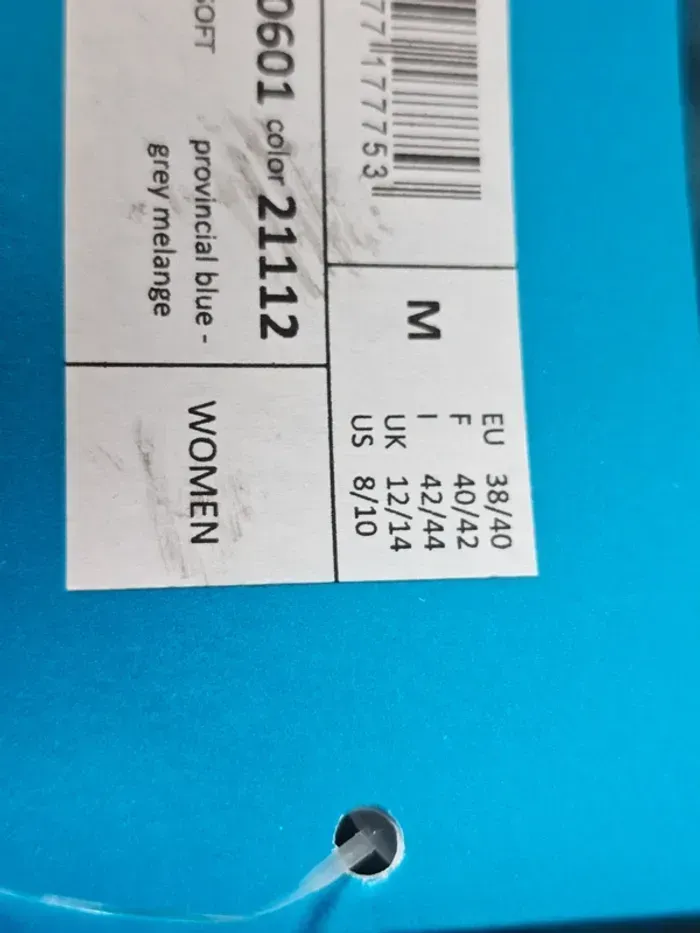 77177753
M
EU 38/40
F 40/42
I 42/44
UK 12/14
US 8/10
0601 color 21112
SOFT provincial blue -
grey melange
WOMEN